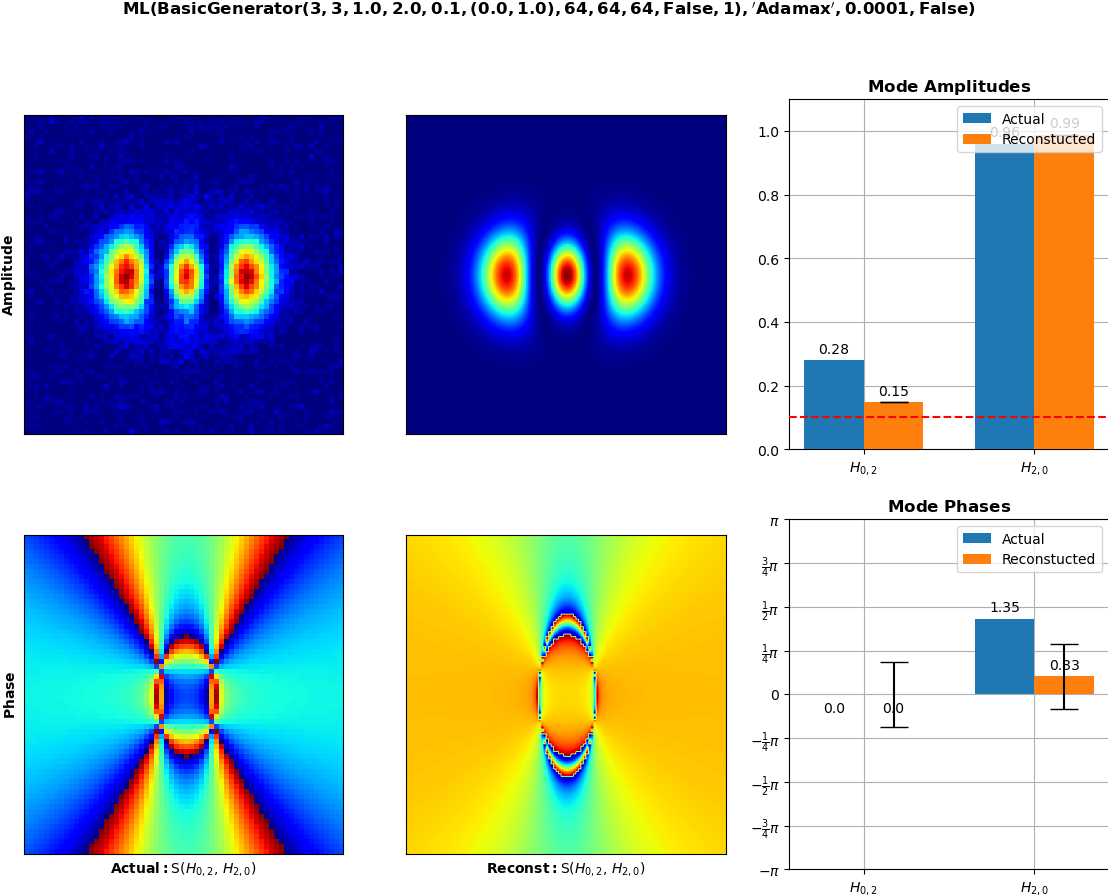 ML(BasicGenerator(3, 3, 1.0, 2.0, 0.1, (0.0, 1.0), 64, 64, 64, False, 1), ′Adamax′, 0.0001, False)
Mode Amplitudes
Amplitude
1.0
0.8
0.6
0.4
0.2
0.0
Actual
Reconstucted
0.28
0.15
0.96
0.99
H0, 2
H2, 0
Phase
Actual: S(H0, 2, H2, 0)
Reconst: S(H0, 2, H2, 0)
Mode Phases
π
3/4π
1/2π
1/4π
0
−1/4π
−1/2π
−3/4π
−π
Actual
Reconstucted
0.0
0.0
1.35
0.33
H0, 2
H2, 0